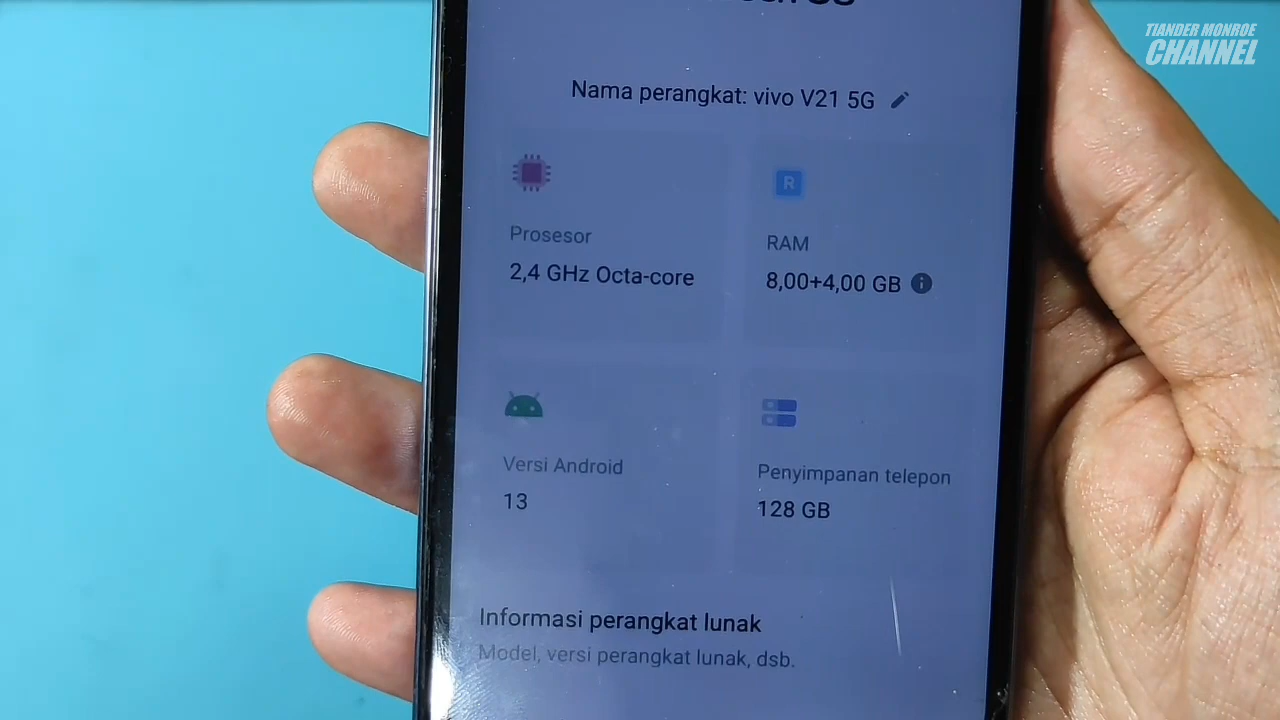 TIANDER MONROE
CHANNEL
Nama perangkat: vivo V21 5G
Prosesor
2,4 GHz Octa-core
R
RAM
8,00+4,00 GB
Versi Android
13
Penyimpanan telepon
128 GB
Informasi perangkat lunak
Model, versi perangkat lunak, dsb.